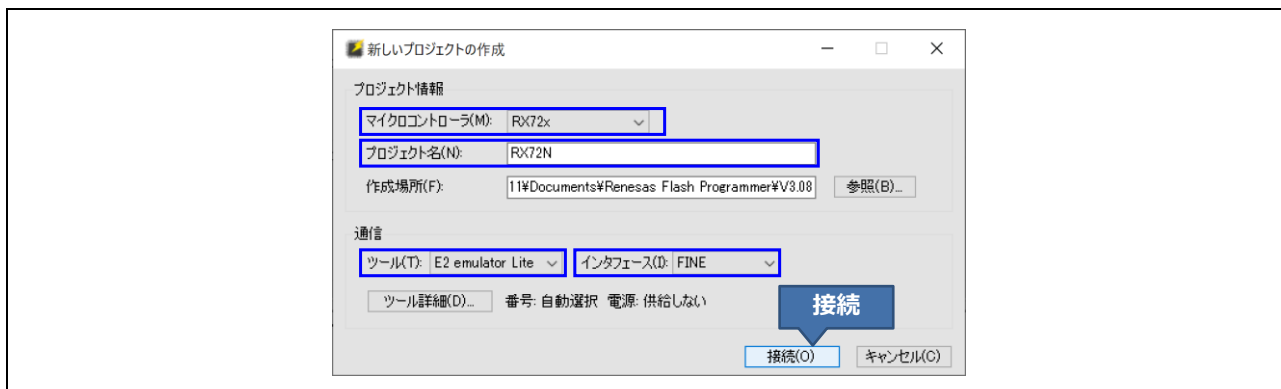 新しいプロジェクトの作成
プロジェクト情報
マイクロコントローラ(M): RX72x
プロジェクト名(N): RX72N
作成場所(F): 11¥Documents¥Renesas Flash Programmer¥V3.08 参照(B)...
通信
ツール(T): E2 emulator Lite インタフェース(I): FINE
ツール詳細(D)... 番号: 自動選択 電源: 供給しない
接続
接続(O) キャンセル(C)